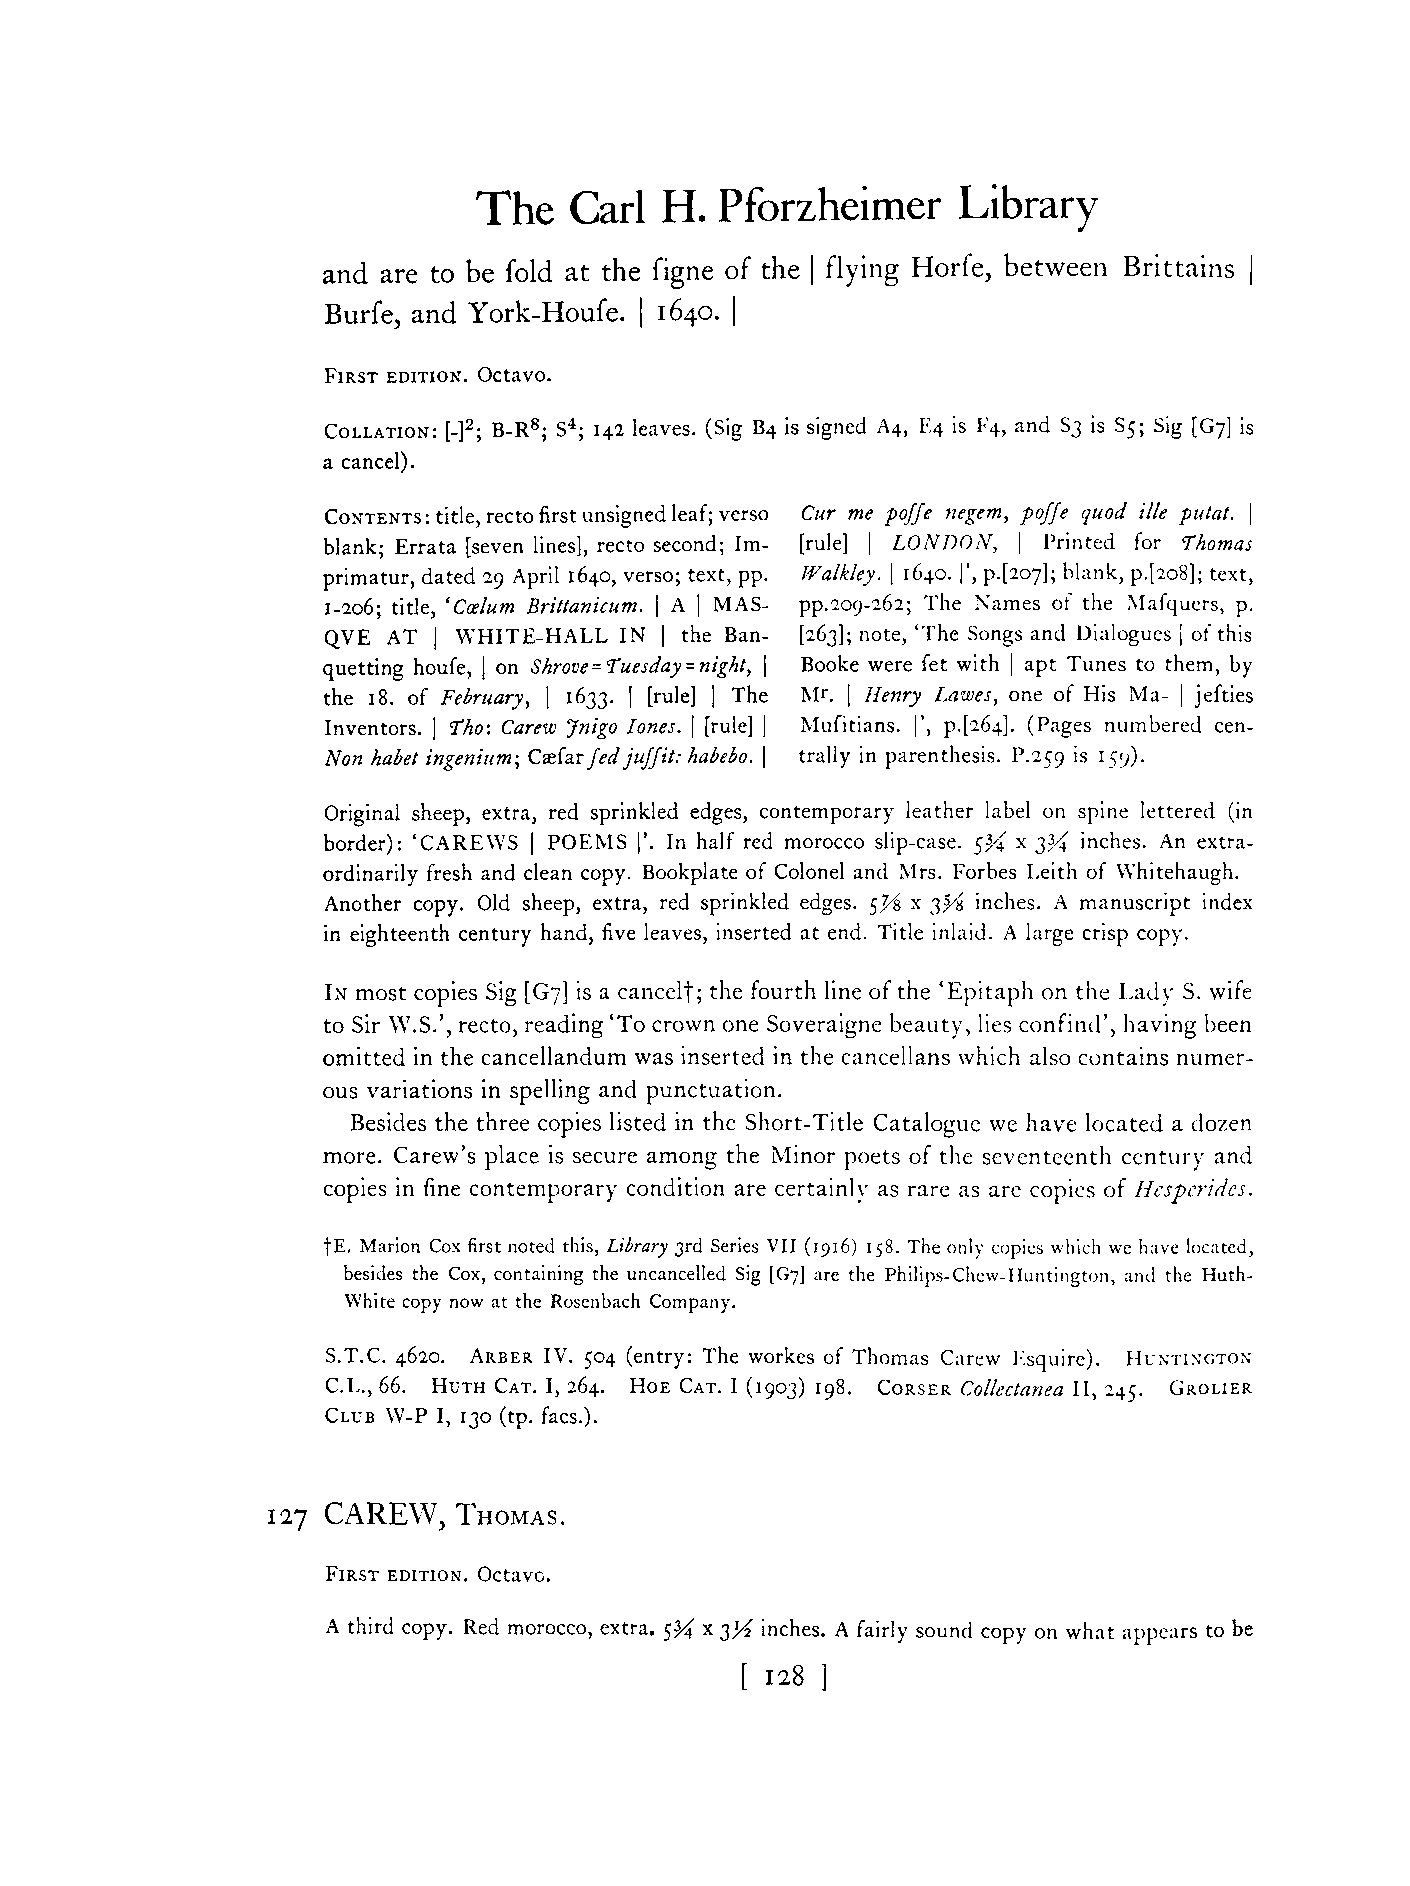 The Carl H. Pforzheimer Library
and are to be ſold at the ſigne of the | flying Horſe, between Brittains |
Burſe, and York-Houſe. | 1640. |
First edition. Octavo.
Collation: [-]²; B-R⁸; S⁴; 142 leaves. (Sig B4 is signed A4, E4 is F4, and S3 is S5; Sig [G7] is
a cancel).
Contents: title, recto first unsigned leaf; verso
blank; Errata [seven lines], recto second; Im-
primatur, dated 29 April 1640, verso; text, pp.
1-206; title, ‘Cœlum Brittanicum. | A | MAS-
QVE AT | WHITE-HALL IN | the Ban-
quetting houſe, | on Shrove=Tuesday=night, |
the 18. of February, | 1633. | [rule] | The
Inventors. | Tho: Carew Jnigo Iones. | [rule] |
Non habet ingenium; Cæſar ſed juſſit: habebo. |
Cur me poſſe negem, poſſe quod ille putat. |
[rule] | LONDON, | Printed for Thomas
Walkley. | 1640. |’, p.[207]; blank, p.[208]; text,
pp.209-262; The Names of the Maſquers, p.
[263]; note, ‘The Songs and Dialogues | of this
Booke were ſet with | apt Tunes to them, by
Mr. | Henry Lawes, one of His Ma- | jeſties
Muſitians. |’, p.[264]. (Pages numbered cen-
trally in parenthesis. P.259 is 159).
Original sheep, extra, red sprinkled edges, contemporary leather label on spine lettered (in
border): ‘CAREWS | POEMS |’. In half red morocco slip-case. 5¾ x 3¾ inches. An extra-
ordinarily fresh and clean copy. Bookplate of Colonel and Mrs. Forbes Leith of Whitehaugh.
Another copy. Old sheep, extra, red sprinkled edges. 5⅞ x 3⅝ inches. A manuscript index
in eighteenth century hand, five leaves, inserted at end. Title inlaid. A large crisp copy.
In most copies Sig [G7] is a cancel†; the fourth line of the ‘Epitaph on the Lady S. wife
to Sir W.S.’, recto, reading ‘To crown one Soveraigne beauty, lies confind’, having been
omitted in the cancellandum was inserted in the cancellans which also contains numer-
ous variations in spelling and punctuation.
Besides the three copies listed in the Short-Title Catalogue we have located a dozen
more. Carew’s place is secure among the Minor poets of the seventeenth century and
copies in fine contemporary condition are certainly as rare as are copies of Hesperides.
†E. Marion Cox first noted this, Library 3rd Series VII (1916) 158. The only copies which we have located,
besides the Cox, containing the uncancelled Sig [G7] are the Philips-Chew-Huntington, and the Huth-
White copy now at the Rosenbach Company.
S.T.C. 4620. Arber IV. 504 (entry: The workes of Thomas Carew Esquire). Huntington
C.L., 66. Huth Cat. I, 264. Hoe Cat. I (1903) 198. Corser Collectanea II, 245. Grolier
Club W-P I, 130 (tp. facs.).
127 CAREW, Thomas.
First edition. Octavo.
A third copy. Red morocco, extra. 5¾ x 3½ inches. A fairly sound copy on what appears to be
[ 128 ]